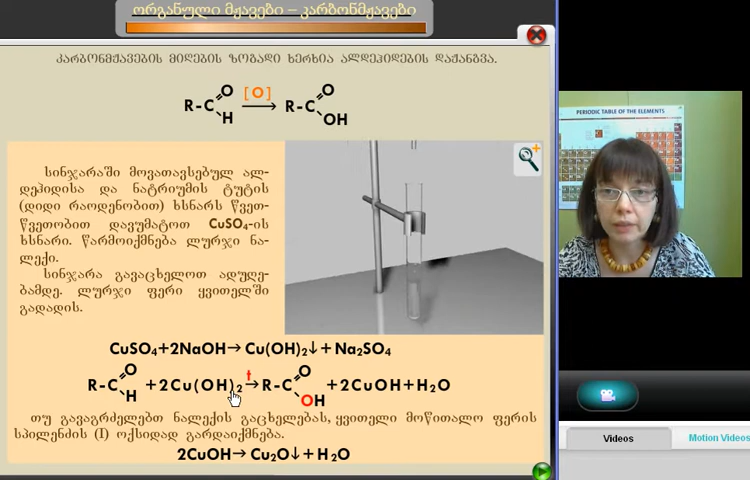 ორგანული მჟავები – კარბონმჟავები
კარბონმჟავების მიღების ზოგადი ხერხია ალდეჰიდების დაჟანგვა.
R-C O H [O] → R-C O OH
სინჯარაში მოვათავსებულ ალ-
დეჰიდისა და ნატრიუმის ტუტის
(დიდი რაოდენობით) ხსნარს წვეთ-
წვეთობით დავუმატოთ CuSO₄-ის
ხსნარი. წარმოიქმნება ლურჯი ნა-
ლექი.
სინჯარა გავაცხელოთ ადუღე-
ბამდე. ლურჯი ფერი ყვითელში
გადადის.
CuSO₄+2NaOH→Cu(OH)₂↓+Na₂SO₄
R-C O H +2Cu(OH)₂ t → R-C O OH +2CuOH+H₂O
თუ გავაგრძელებთ ნალექის გაცხელებას, ყვითელი მოწითალო ფერის
სპილენძის (I) ოქსიდად გარდაიქმნება.
2CuOH→Cu₂O↓+H₂O
PERIODIC TABLE OF THE ELEMENTS
Videos
Motion Videos